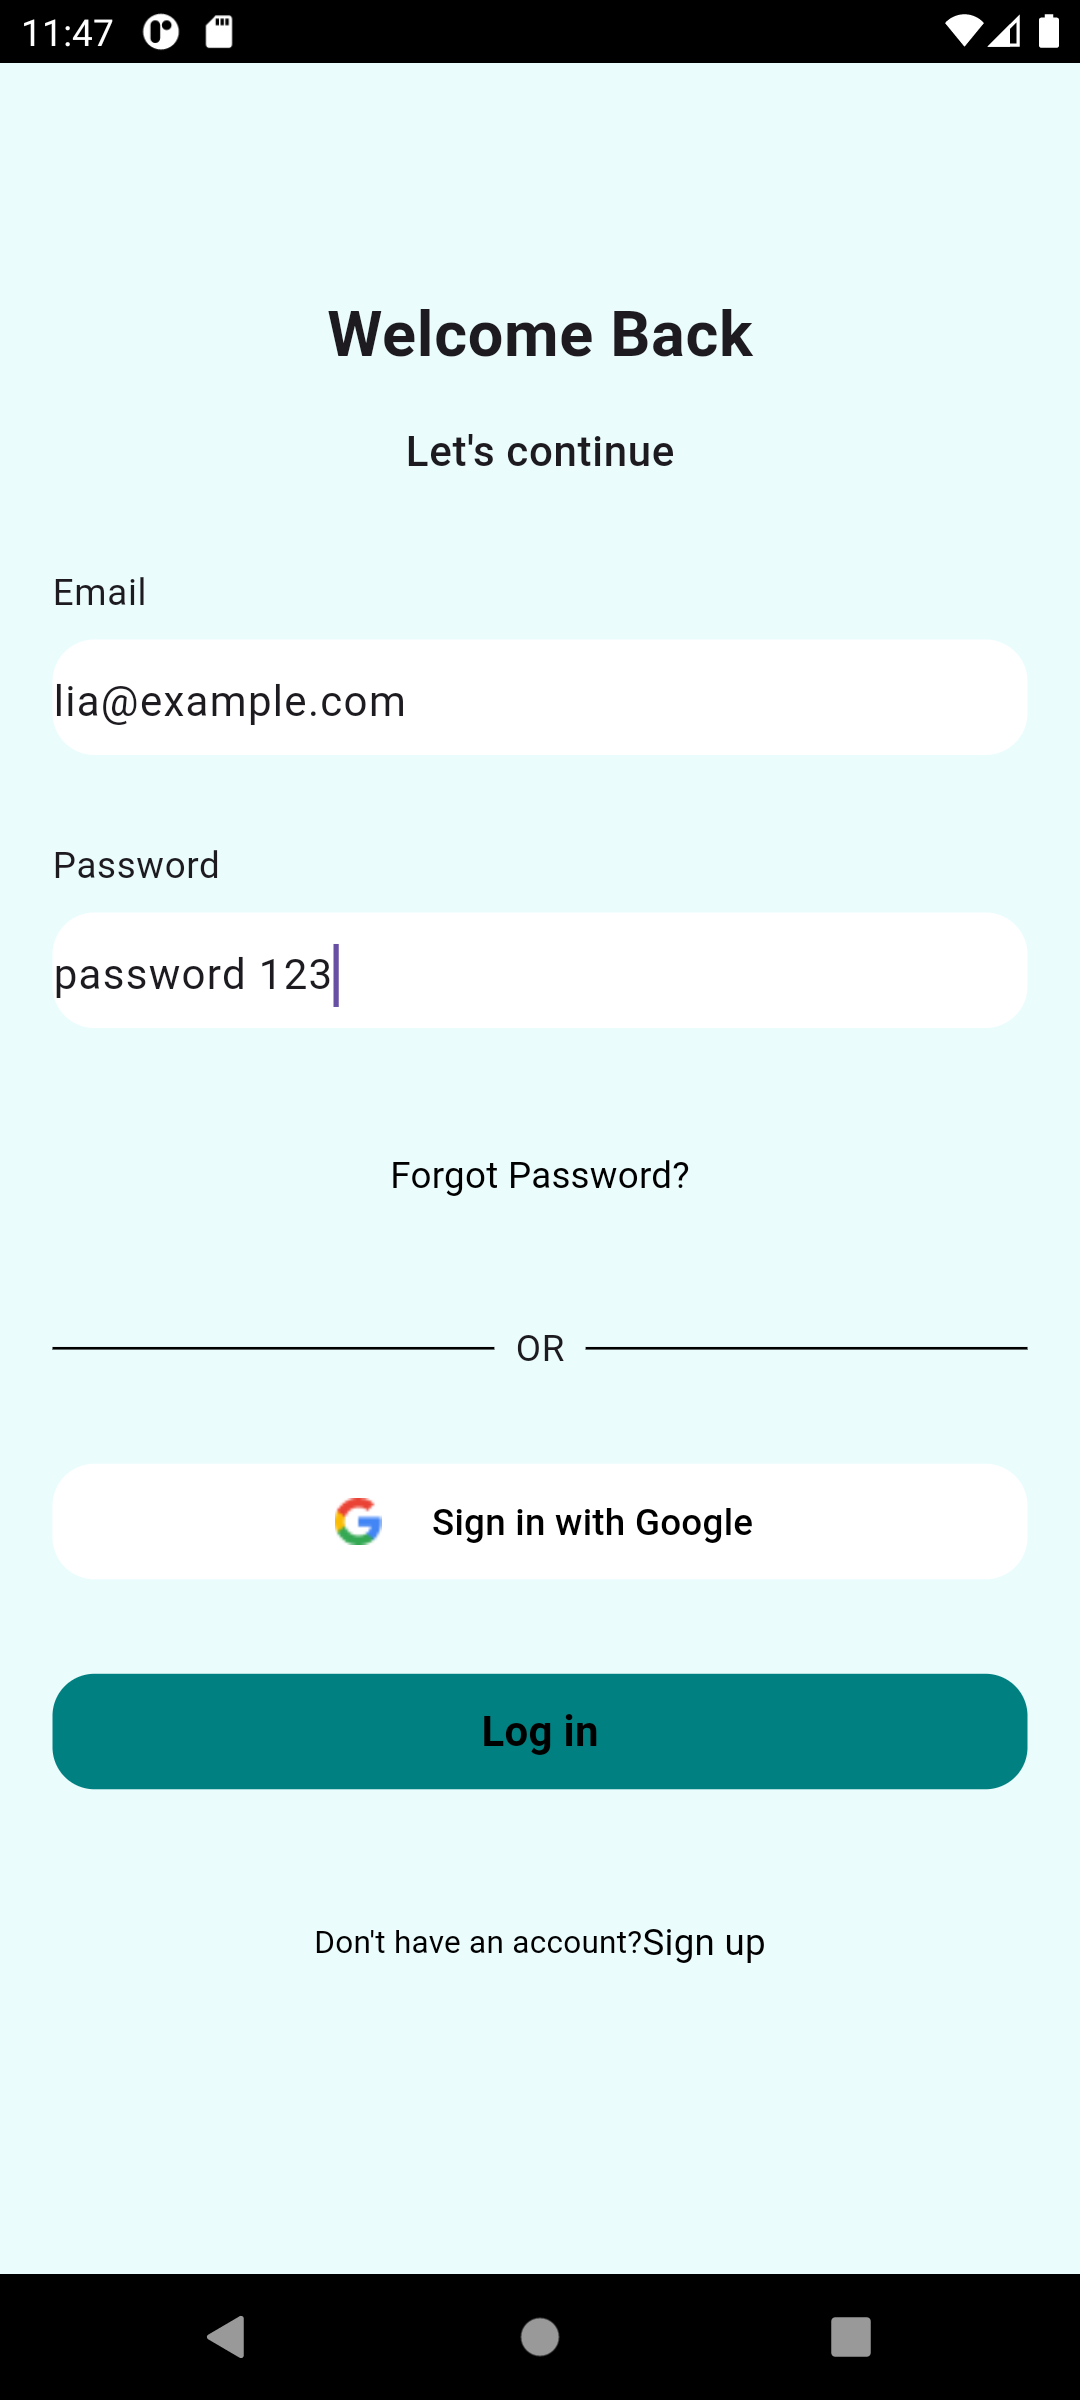 11:47
Welcome Back
Let's continue
Email
lia@example.com
Password
password 123
Forgot Password?
OR
Sign in with Google
Log in
Don't have an account?Sign up